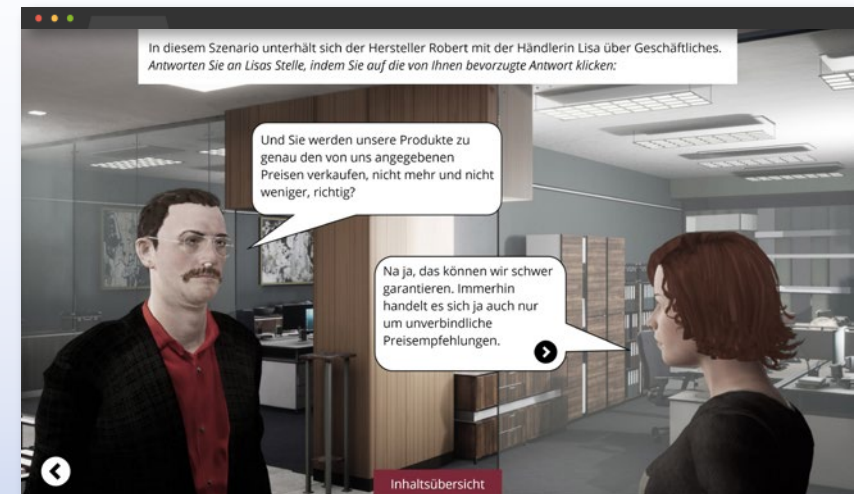 In diesem Szenario unterhält sich der Hersteller Robert mit der Händlerin Lisa über Geschäftliches.
Antworten Sie an Lisas Stelle, indem Sie auf die von Ihnen bevorzugte Antwort klicken:
Und Sie werden unsere Produkte zu
genau den von uns angegebenen
Preisen verkaufen, nicht mehr und nicht
weniger, richtig?
Na ja, das können wir schwer
garantieren. Immerhin
handelt es sich ja auch nur
um unverbindliche
Preisempfehlungen.
Inhaltsübersicht